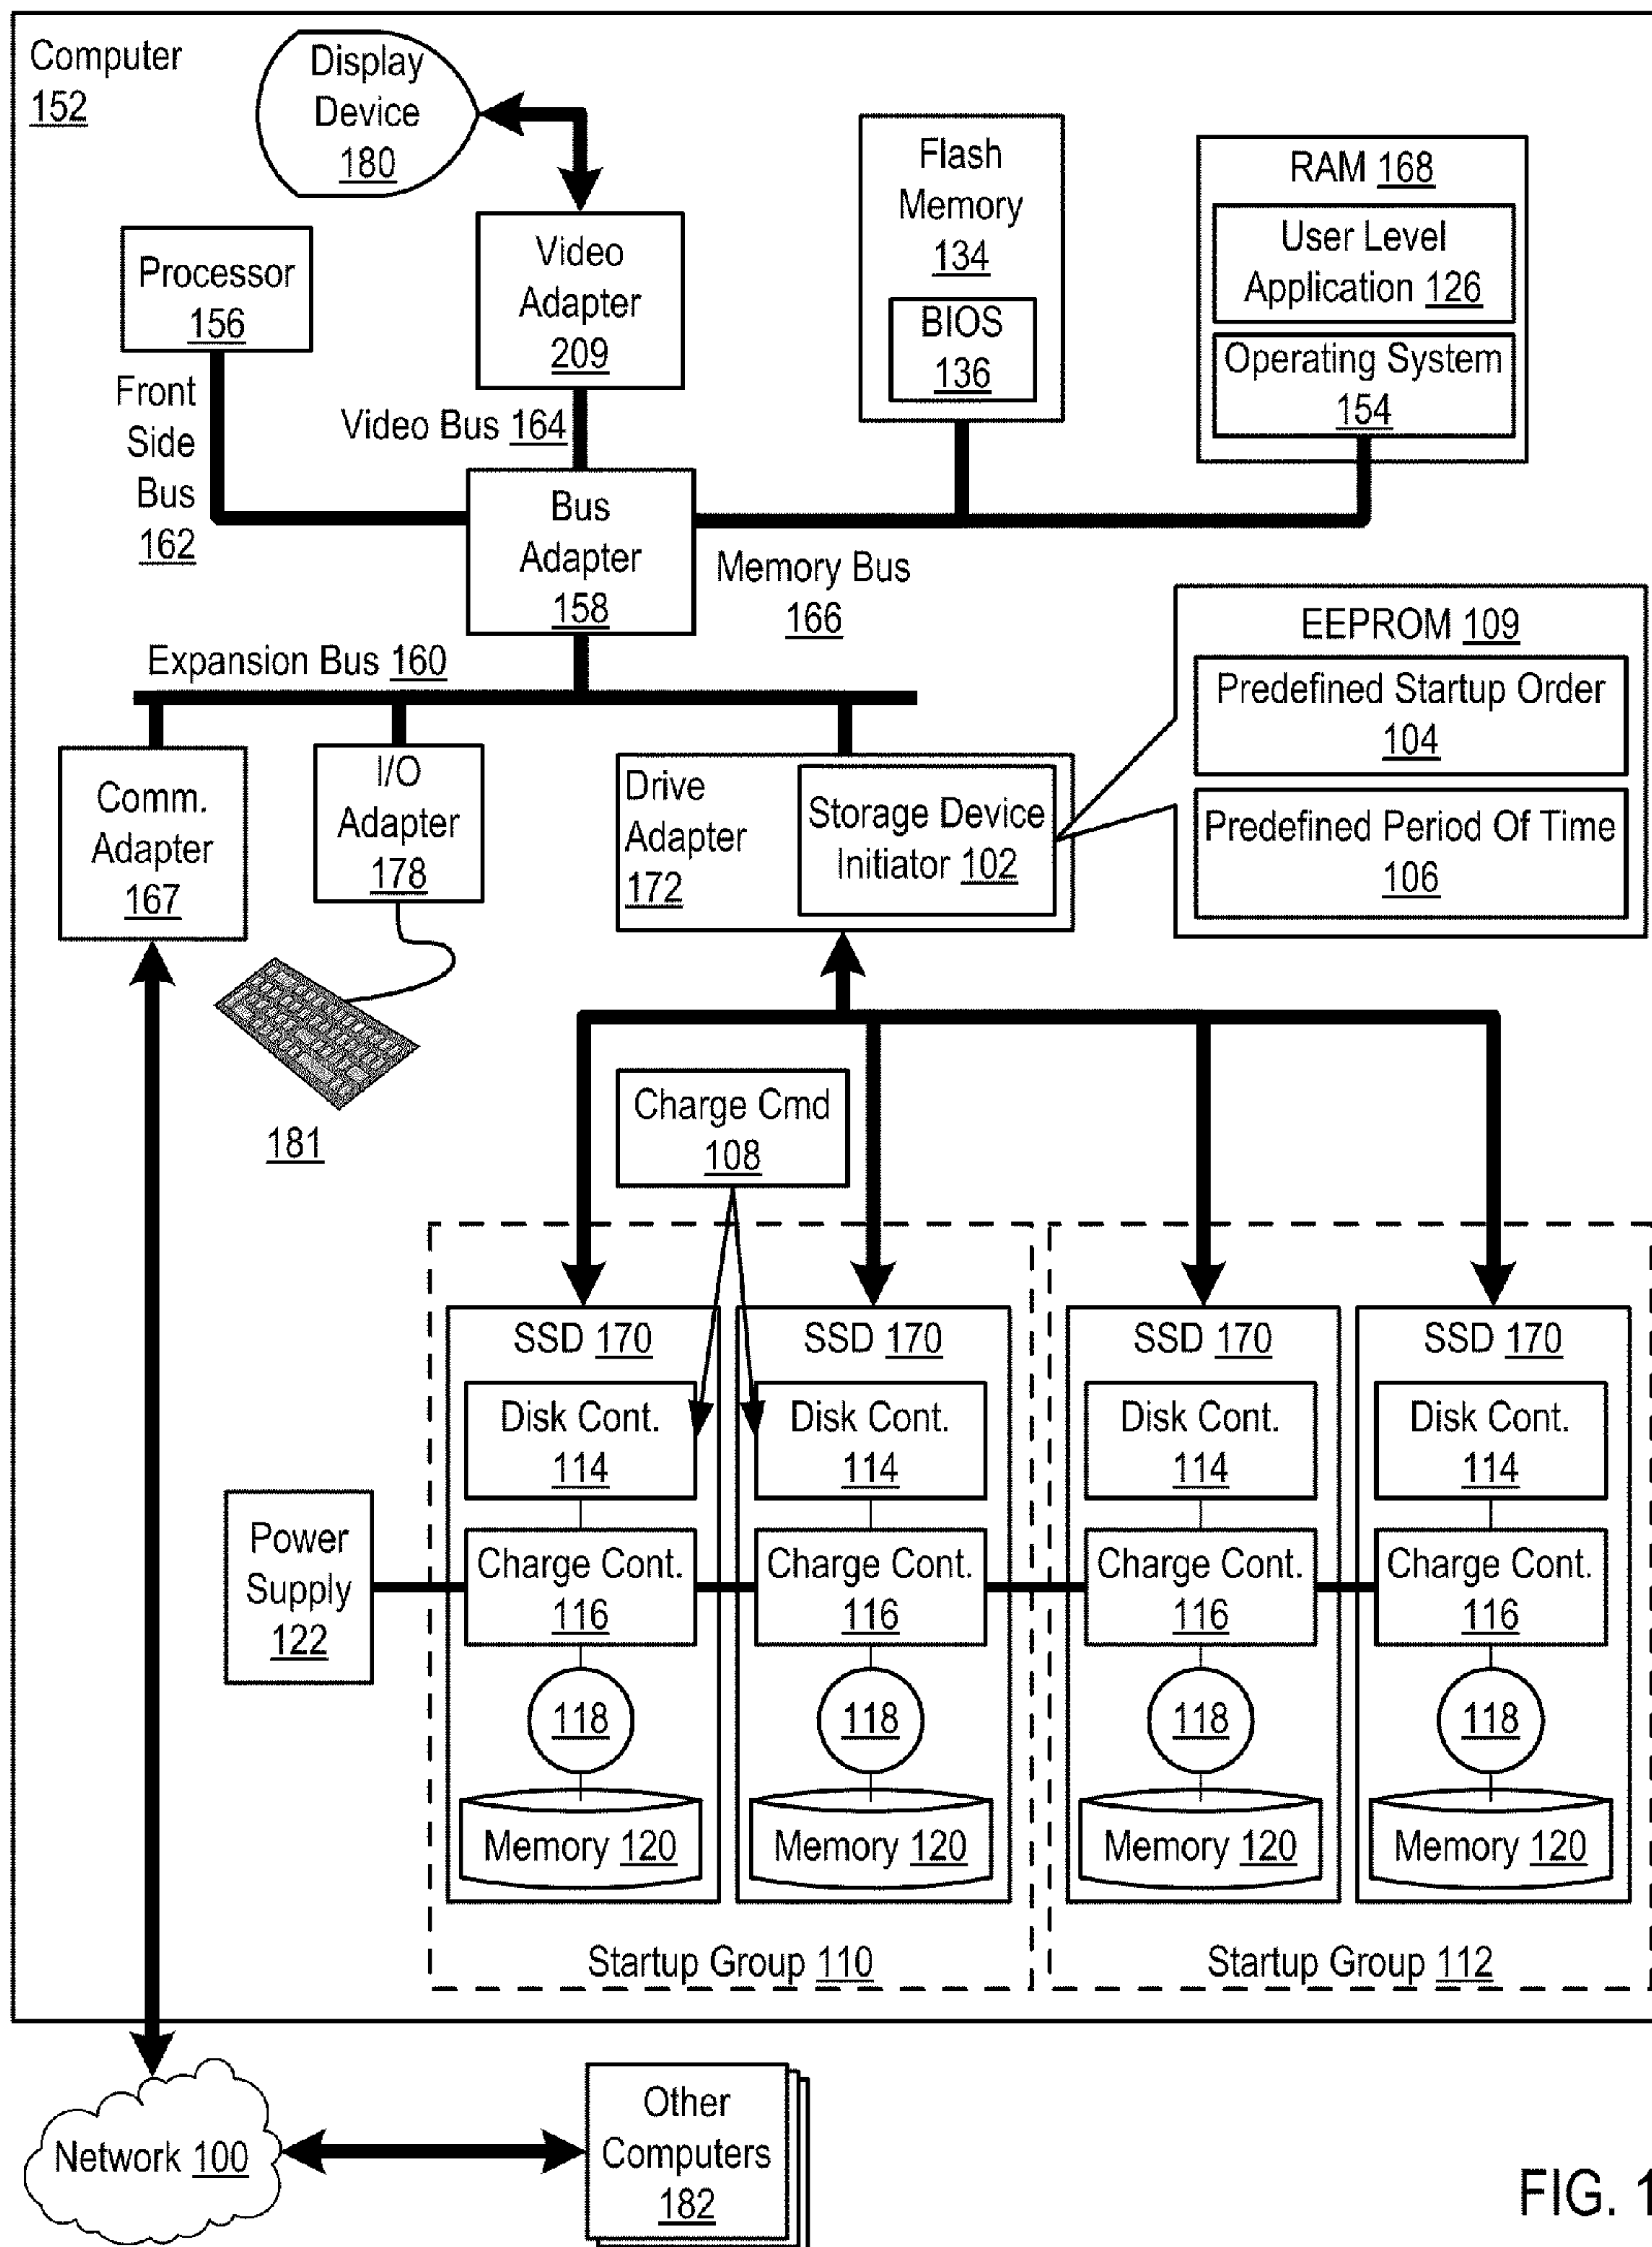 Computer
152
Display
Device
180
Processor
156
Video
Adapter
209
Flash
Memory
134
BIOS
136
RAM 168
User Level
Application 126
Operating System
154
Front
Side
Bus
162
Video Bus 164
Bus
Adapter
158
Memory Bus
166
EEPROM 109
Predefined Startup Order
104
Predefined Period Of Time
106
Expansion Bus 160
Comm.
Adapter
167
I/O
Adapter
178
Drive
Adapter
172
Storage Device
Initiator 102
181
Charge Cmd
108
SSD 170
Disk Cont.
114
Charge Cont.
116
118
Memory 120
SSD 170
Disk Cont.
114
Charge Cont.
116
118
Memory 120
SSD 170
Disk Cont.
114
Charge Cont.
116
118
Memory 120
SSD 170
Disk Cont.
114
Charge Cont.
116
118
Memory 120
Power
Supply
122
Startup Group 110
Startup Group 112
Network 100
Other
Computers
182
FIG. 1